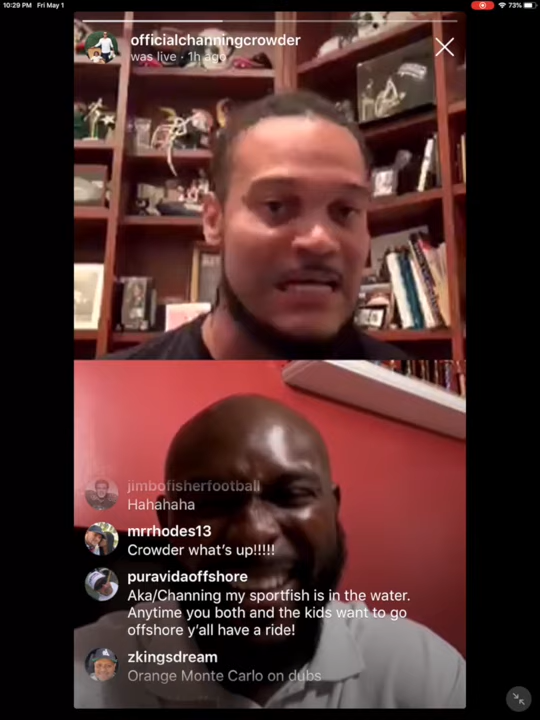 10:29 PM Fri May 1
73%
officialchanningcrowder
was live · 1h ago
jimbofisherfootball
Hahahaha
mrrhodes13
Crowder what's up!!!!!
puravidaoffshore
Aka/Channing my sportfish is in the water.
Anytime you both and the kids want to go
offshore y'all have a ride!
zkingsdream
Orange Monte Carlo on dubs